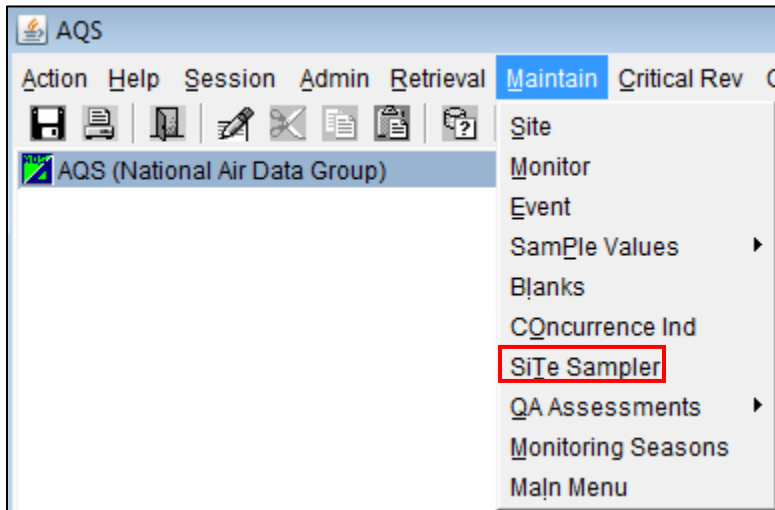 AQS
Action Help Session Admin Retrieval Maintain Critical Rev
AQS (National Air Data Group)
Site
Monitor
Event
SamPle Values
Blanks
COncurrence Ind
SiTe Sampler
QA Assessments
Monitoring Seasons
MaIn Menu